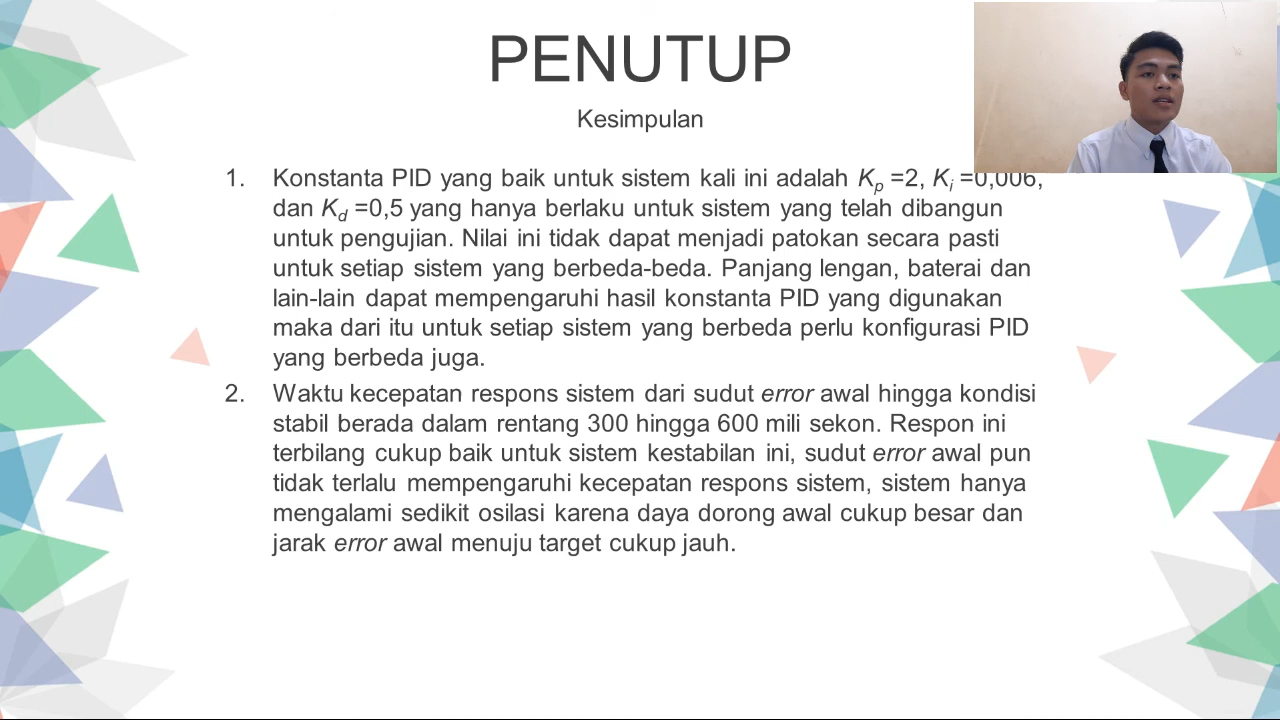 PENUTUP
Kesimpulan
1. Konstanta PID yang baik untuk sistem kali ini adalah Kp =2, Ki =0,006,
dan Kd =0,5 yang hanya berlaku untuk sistem yang telah dibangun
untuk pengujian. Nilai ini tidak dapat menjadi patokan secara pasti
untuk setiap sistem yang berbeda-beda. Panjang lengan, baterai dan
lain-lain dapat mempengaruhi hasil konstanta PID yang digunakan
maka dari itu untuk setiap sistem yang berbeda perlu konfigurasi PID
yang berbeda juga.
2. Waktu kecepatan respons sistem dari sudut error awal hingga kondisi
stabil berada dalam rentang 300 hingga 600 mili sekon. Respon ini
terbilang cukup baik untuk sistem kestabilan ini, sudut error awal pun
tidak terlalu mempengaruhi kecepatan respons sistem, sistem hanya
mengalami sedikit osilasi karena daya dorong awal cukup besar dan
jarak error awal menuju target cukup jauh.